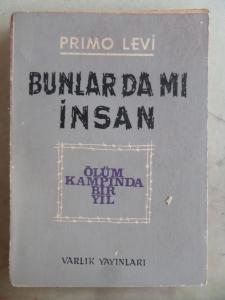 PRIMO LEVİ
BUNLAR DA MI
İNSAN
ÖLÜM
KAMPINDA
BİR
YIL
VARLIK YAYINLARI